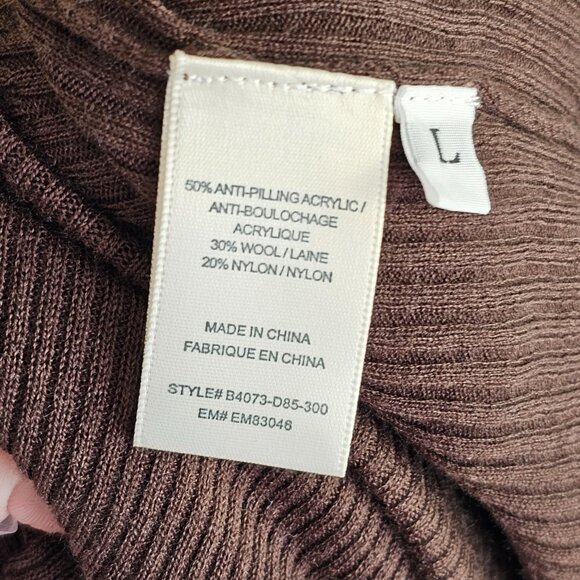 50% ANTI-PILLING ACRYLIC /
ANTI-BOULOCHAGE
ACRYLIQUE
30% WOOL / LAINE
20% NYLON / NYLON
MADE IN CHINA
FABRIQUE EN CHINA
STYLE# B4073-D85-300
EM# EM83046
L